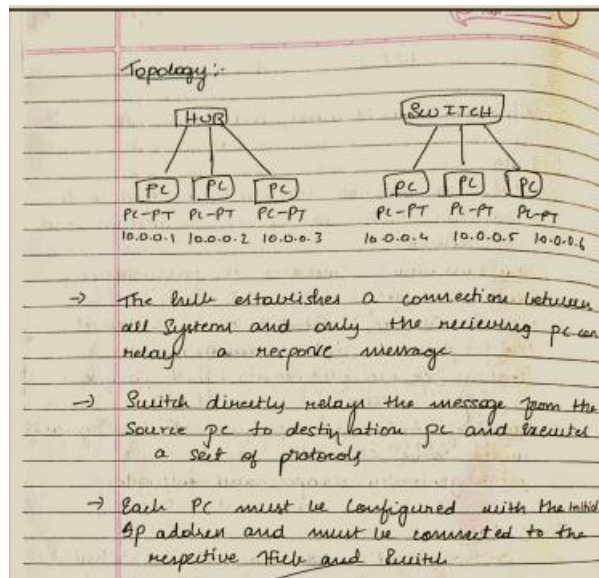 Topology:-
HUB SWITCH
PC PC PC PC PC PC
PC-PT PC-PT PC-PT PC-PT PC-PT PC-PT
10.0.0.1 10.0.0.2 10.0.0.3 10.0.0.4 10.0.0.5 10.0.0.6
→ The hub establishes a connection between
all Systems and only the recieving pc can
relay a response message
→ Switch directly relays the message from the
Source pc to destination pc and Executes
a set of protocols
→ Each PC must be Configured with the initial
IP address and must be connected to the
respective Hub and Switch